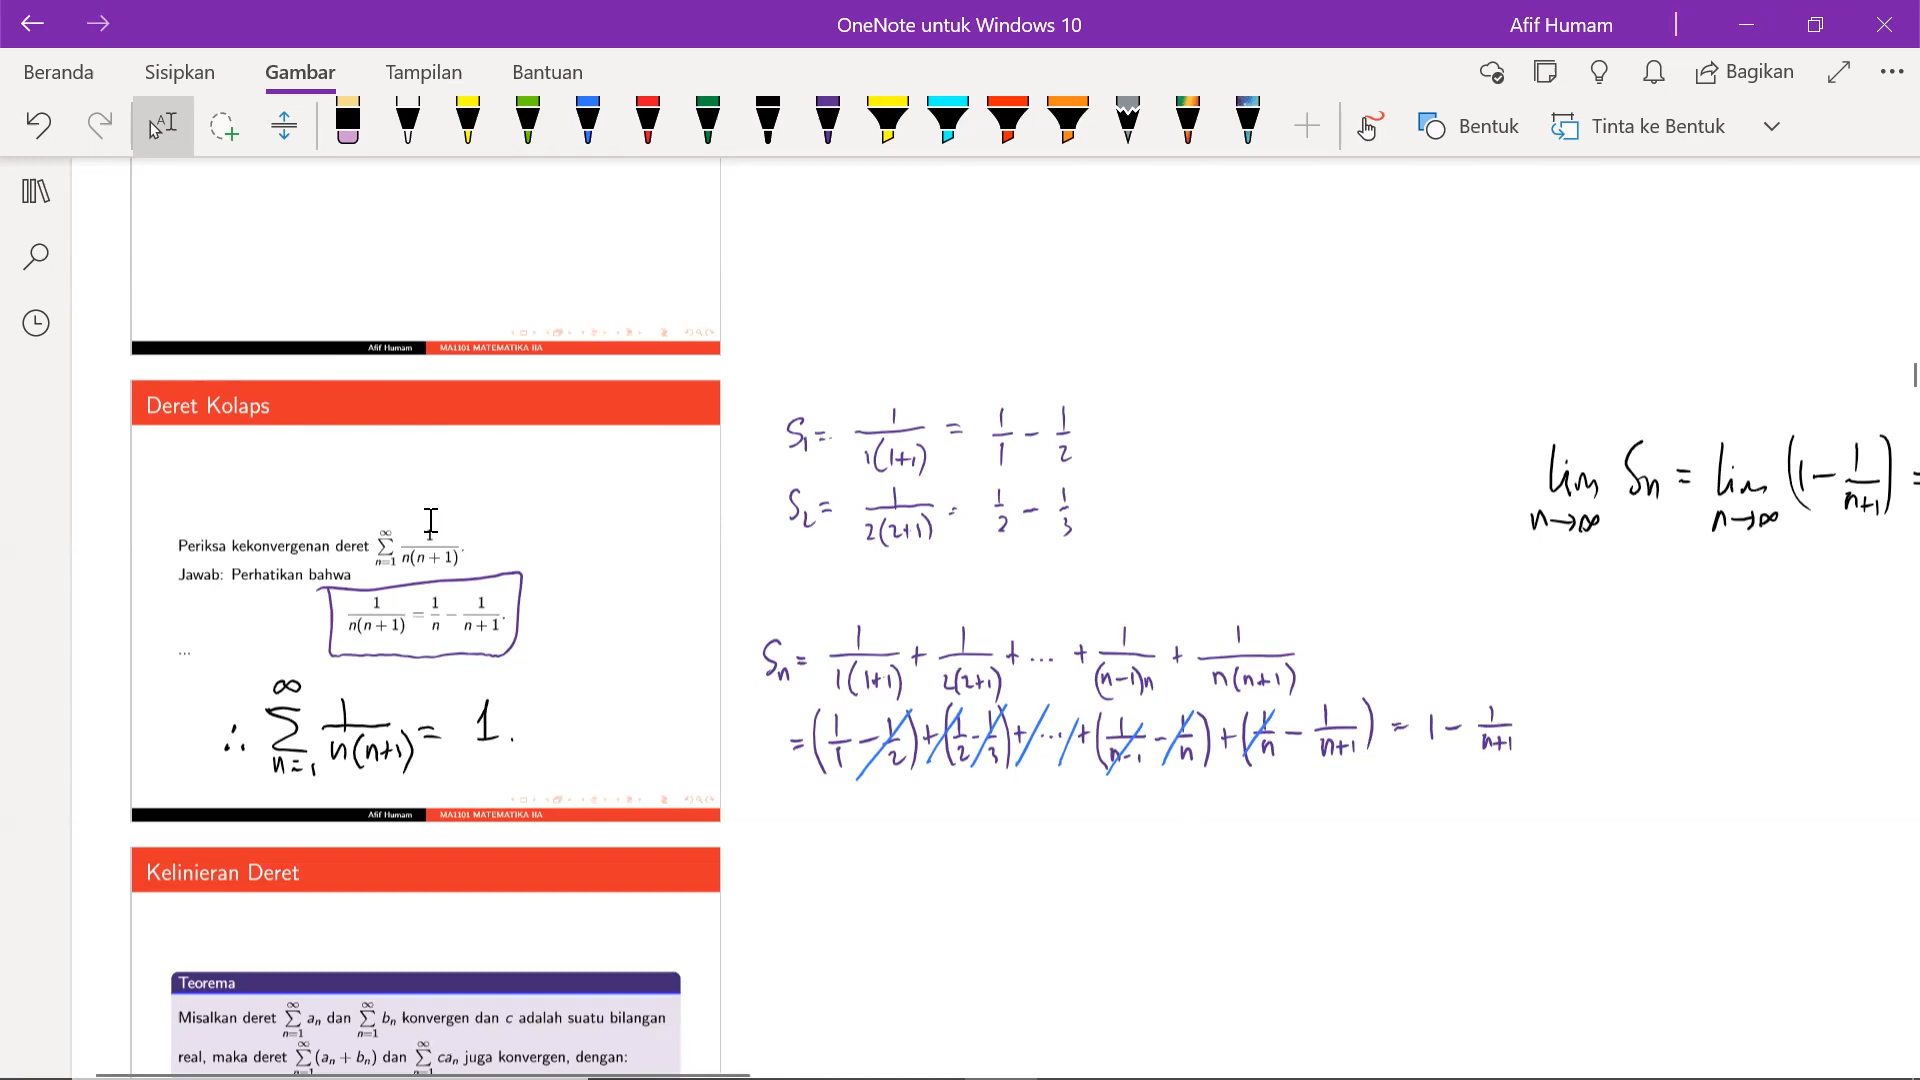 OneNote untuk Windows 10
Afif Humam
Beranda Sisipkan Gambar Tampilan Bantuan
Bagikan
Bentuk
Tinta ke Bentuk
Afif Humam MA1101 MATEMATIKA IIA
Deret Kolaps
Periksa kekonvergenan deret ∑_{n=1}^{∞} 1/(n(n + 1)).
Jawab: Perhatikan bahwa
1/(n(n + 1)) = 1/n − 1/(n + 1).
...
∴ ∑_{n=1}^{∞} 1/(n(n+1)) = 1.
Afif Humam MA1101 MATEMATIKA IIA
S₁ = 1/(1(1+1)) = 1/1 − 1/2
S₂ = 1/(2(2+1)) = 1/2 − 1/3
Sₙ = 1/(1(1+1)) + 1/(2(2+1)) + ... + 1/((n−1)n) + 1/(n(n+1))
= (1/1 − 1/2) + (1/2 − 1/3) + ... + (1/(n−1) − 1/n) + (1/n − 1/(n+1)) = 1 − 1/(n+1)
lim_{n→∞} Sₙ = lim_{n→∞} (1 − 1/(n+1)) =
Kelinieran Deret
Teorema
Misalkan deret ∑_{n=1}^{∞} aₙ dan ∑_{n=1}^{∞} bₙ konvergen dan c adalah suatu bilangan
real, maka deret ∑_{n=1}^{∞} (aₙ + bₙ) dan ∑_{n=1}^{∞} caₙ juga konvergen, dengan: